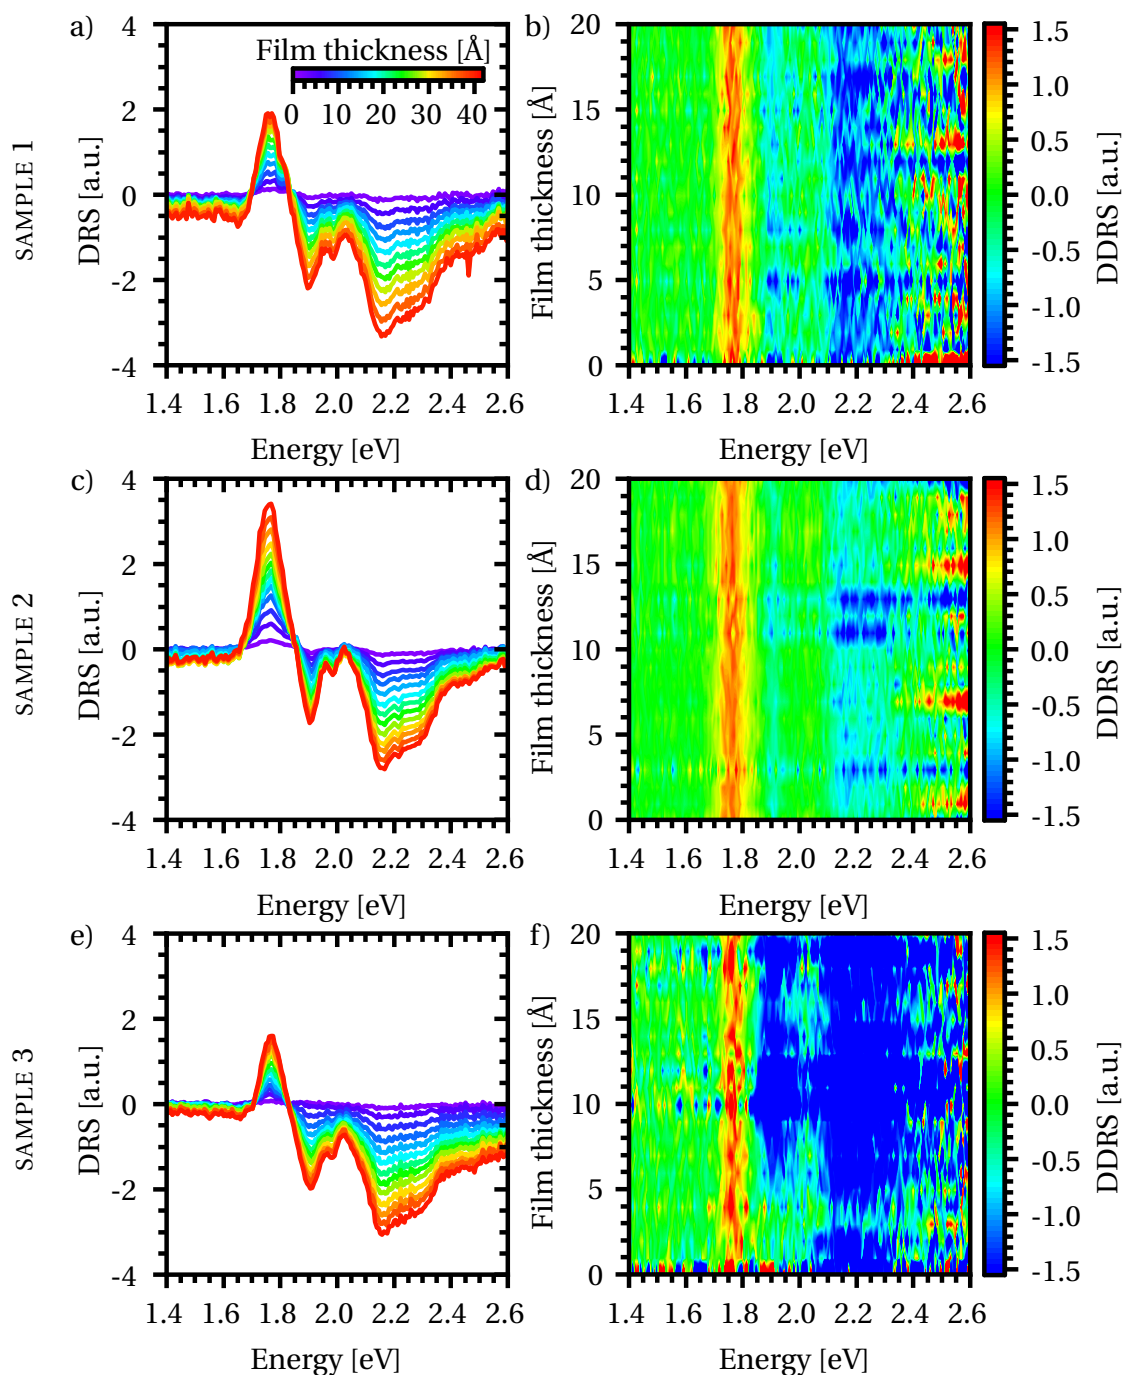 SAMPLE 1
a)
DRS [a.u.]
4
2
0
-2
-4
Film thickness [Å]
0 10 20 30 40
1.4 1.6 1.8 2.0 2.2 2.4 2.6
Energy [eV]
b)
Film thickness [Å]
20
15
10
5
0
1.4 1.6 1.8 2.0 2.2 2.4 2.6
Energy [eV]
1.5
1.0
0.5
0.0
-0.5
-1.0
-1.5
DDRS [a.u.]
SAMPLE 2
c)
DRS [a.u.]
4
2
0
-2
-4
1.4 1.6 1.8 2.0 2.2 2.4 2.6
Energy [eV]
d)
Film thickness [Å]
20
15
10
5
0
1.4 1.6 1.8 2.0 2.2 2.4 2.6
Energy [eV]
1.5
1.0
0.5
0.0
-0.5
-1.0
-1.5
DDRS [a.u.]
SAMPLE 3
e)
DRS [a.u.]
4
2
0
-2
-4
1.4 1.6 1.8 2.0 2.2 2.4 2.6
Energy [eV]
f)
Film thickness [Å]
20
15
10
5
0
1.4 1.6 1.8 2.0 2.2 2.4 2.6
Energy [eV]
1.5
1.0
0.5
0.0
-0.5
-1.0
-1.5
DDRS [a.u.]